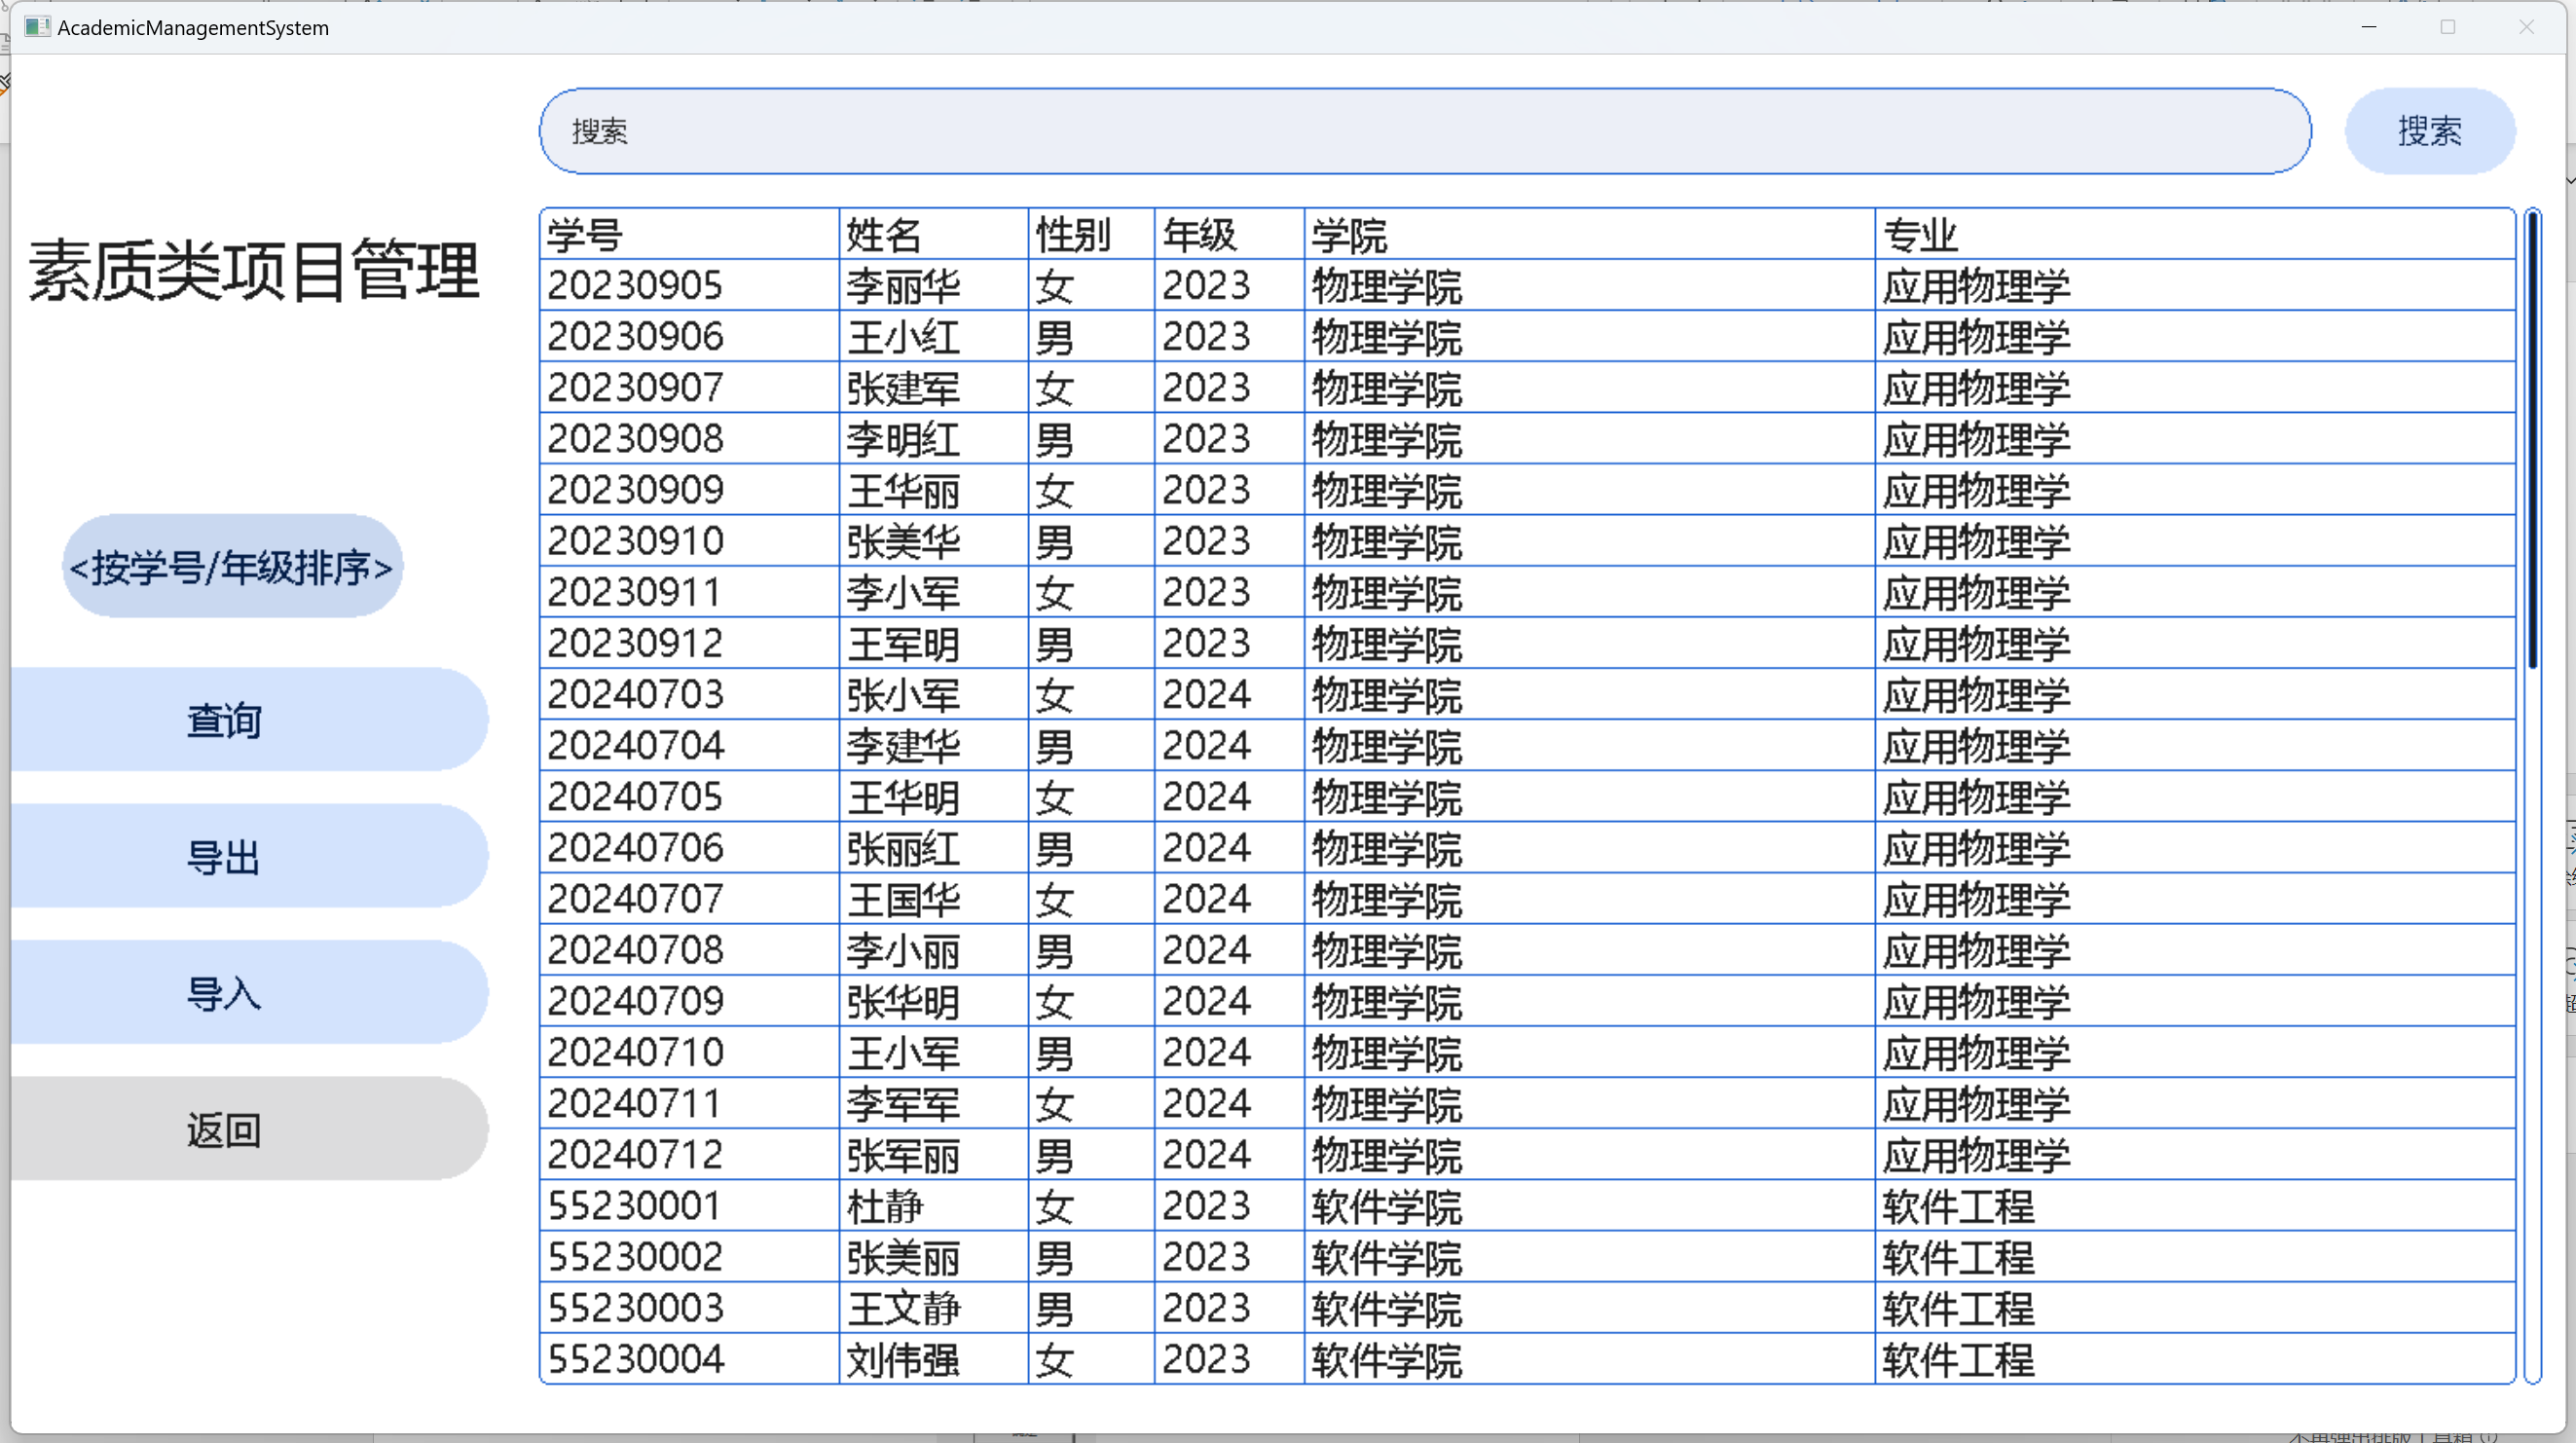 AcademicManagementSystem
搜索 搜索
素质类项目管理
<按学号/年级排序>
查询
导出
导入
返回
学号 姓名 性别 年级 学院 专业
20230905 李丽华 女 2023 物理学院 应用物理学
20230906 王小红 男 2023 物理学院 应用物理学
20230907 张建军 女 2023 物理学院 应用物理学
20230908 李明红 男 2023 物理学院 应用物理学
20230909 王华丽 女 2023 物理学院 应用物理学
20230910 张美华 男 2023 物理学院 应用物理学
20230911 李小军 女 2023 物理学院 应用物理学
20230912 王军明 男 2023 物理学院 应用物理学
20240703 张小军 女 2024 物理学院 应用物理学
20240704 李建华 男 2024 物理学院 应用物理学
20240705 王华明 女 2024 物理学院 应用物理学
20240706 张丽红 男 2024 物理学院 应用物理学
20240707 王国华 女 2024 物理学院 应用物理学
20240708 李小丽 男 2024 物理学院 应用物理学
20240709 张华明 女 2024 物理学院 应用物理学
20240710 王小军 男 2024 物理学院 应用物理学
20240711 李军军 女 2024 物理学院 应用物理学
20240712 张军丽 男 2024 物理学院 应用物理学
55230001 杜静 女 2023 软件学院 软件工程
55230002 张美丽 男 2023 软件学院 软件工程
55230003 王文静 男 2023 软件学院 软件工程
55230004 刘伟强 女 2023 软件学院 软件工程